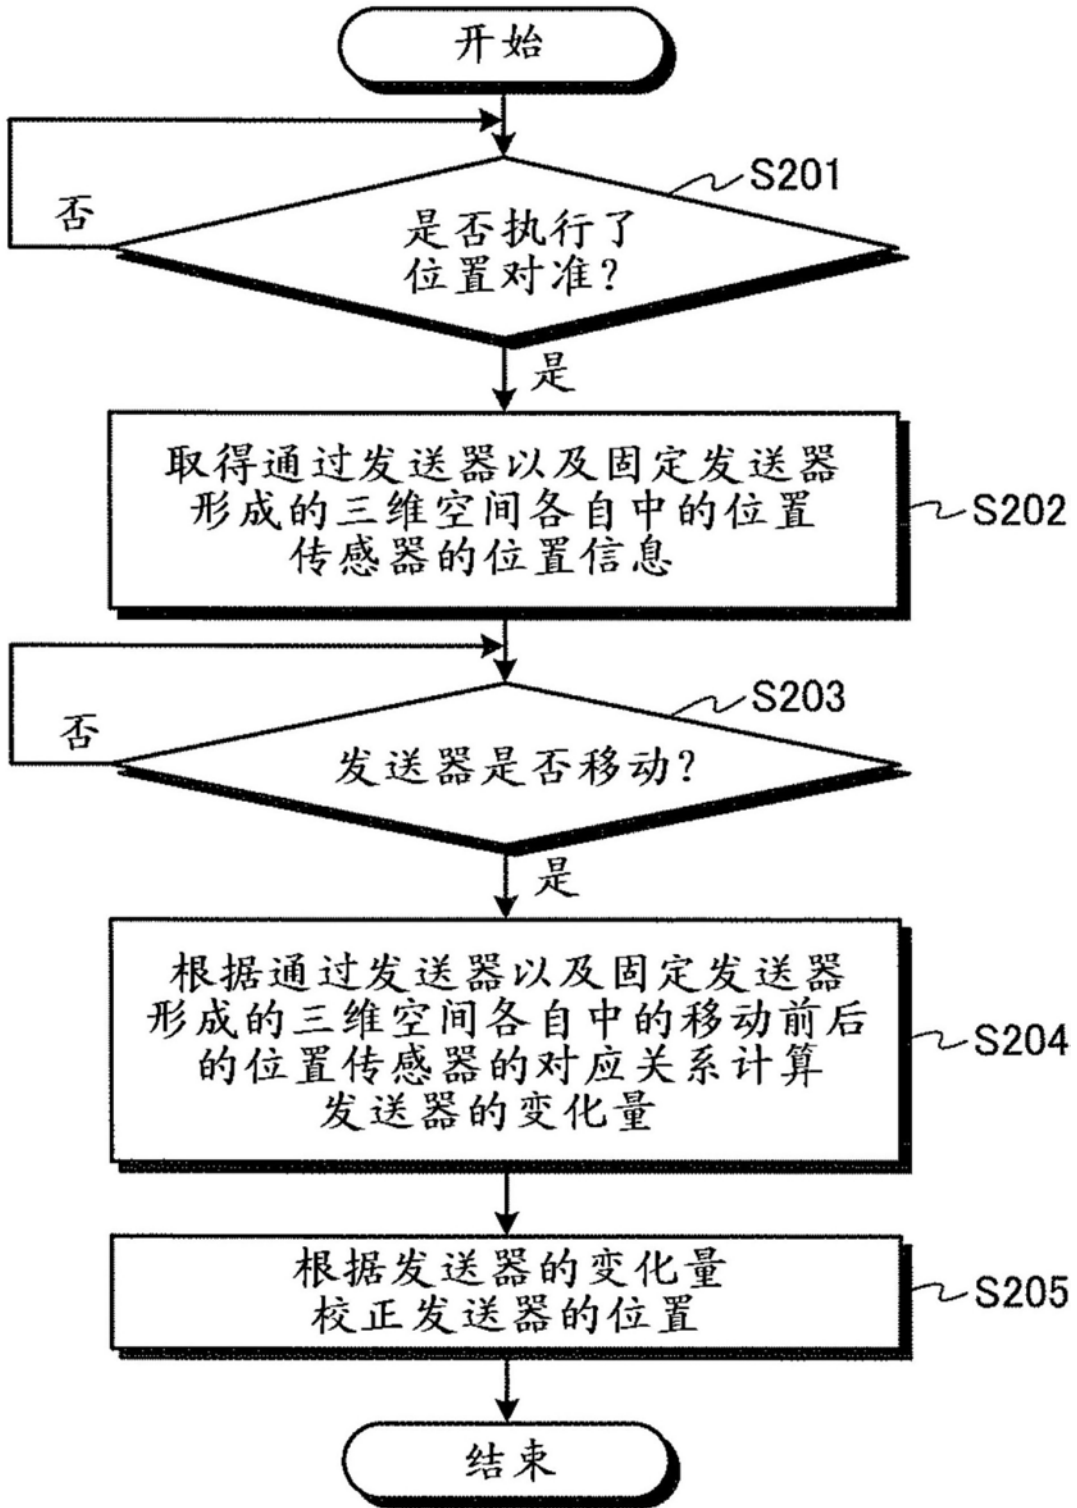 开始
S201
否
是否执行了
位置对准?
是
取得通过发送器以及固定发送器
形成的三维空间各自中的位置
传感器的位置信息
S202
S203
否
发送器是否移动?
是
根据通过发送器以及固定发送器
形成的三维空间各自中的移动前后
的位置传感器的对应关系计算
发送器的变化量
S204
根据发送器的变化量
校正发送器的位置
S205
结束